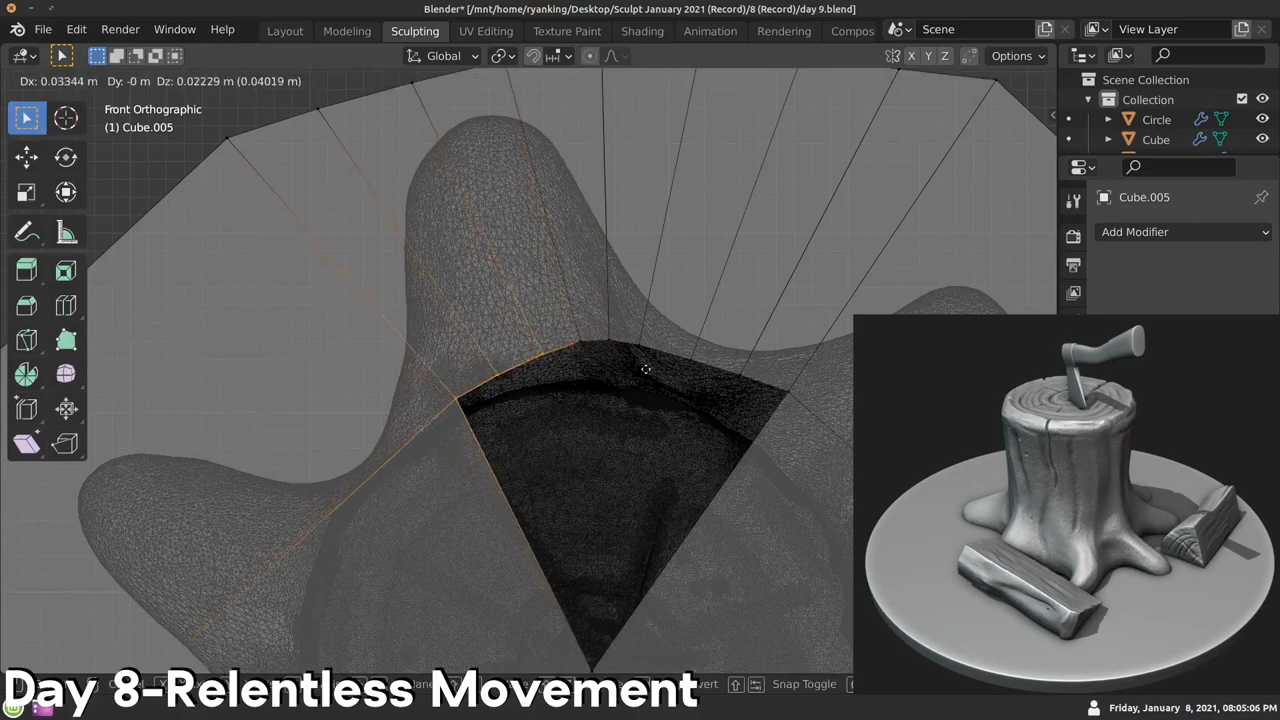 Blender* [/mnt/home/ryanking/Desktop/Sculpt January 2021 (Record)/8 (Record)/day 9.blend]
File Edit Render Window Help Layout Modeling Sculpting UV Editing Texture Paint Shading Animation Rendering Compos Scene View Layer
Global X Y Z Options
Dx: 0.03344 m Dy: -0 m Dz: 0.02229 m (0.04019 m)
Scene Collection
Front Orthographic
Collection
(1) Cube.005
Circle
Cube
Cube.005
Add Modifier
Snap Toggle
Day 8-Relentless Movement
Friday, January 8, 2021, 08:05:06 PM